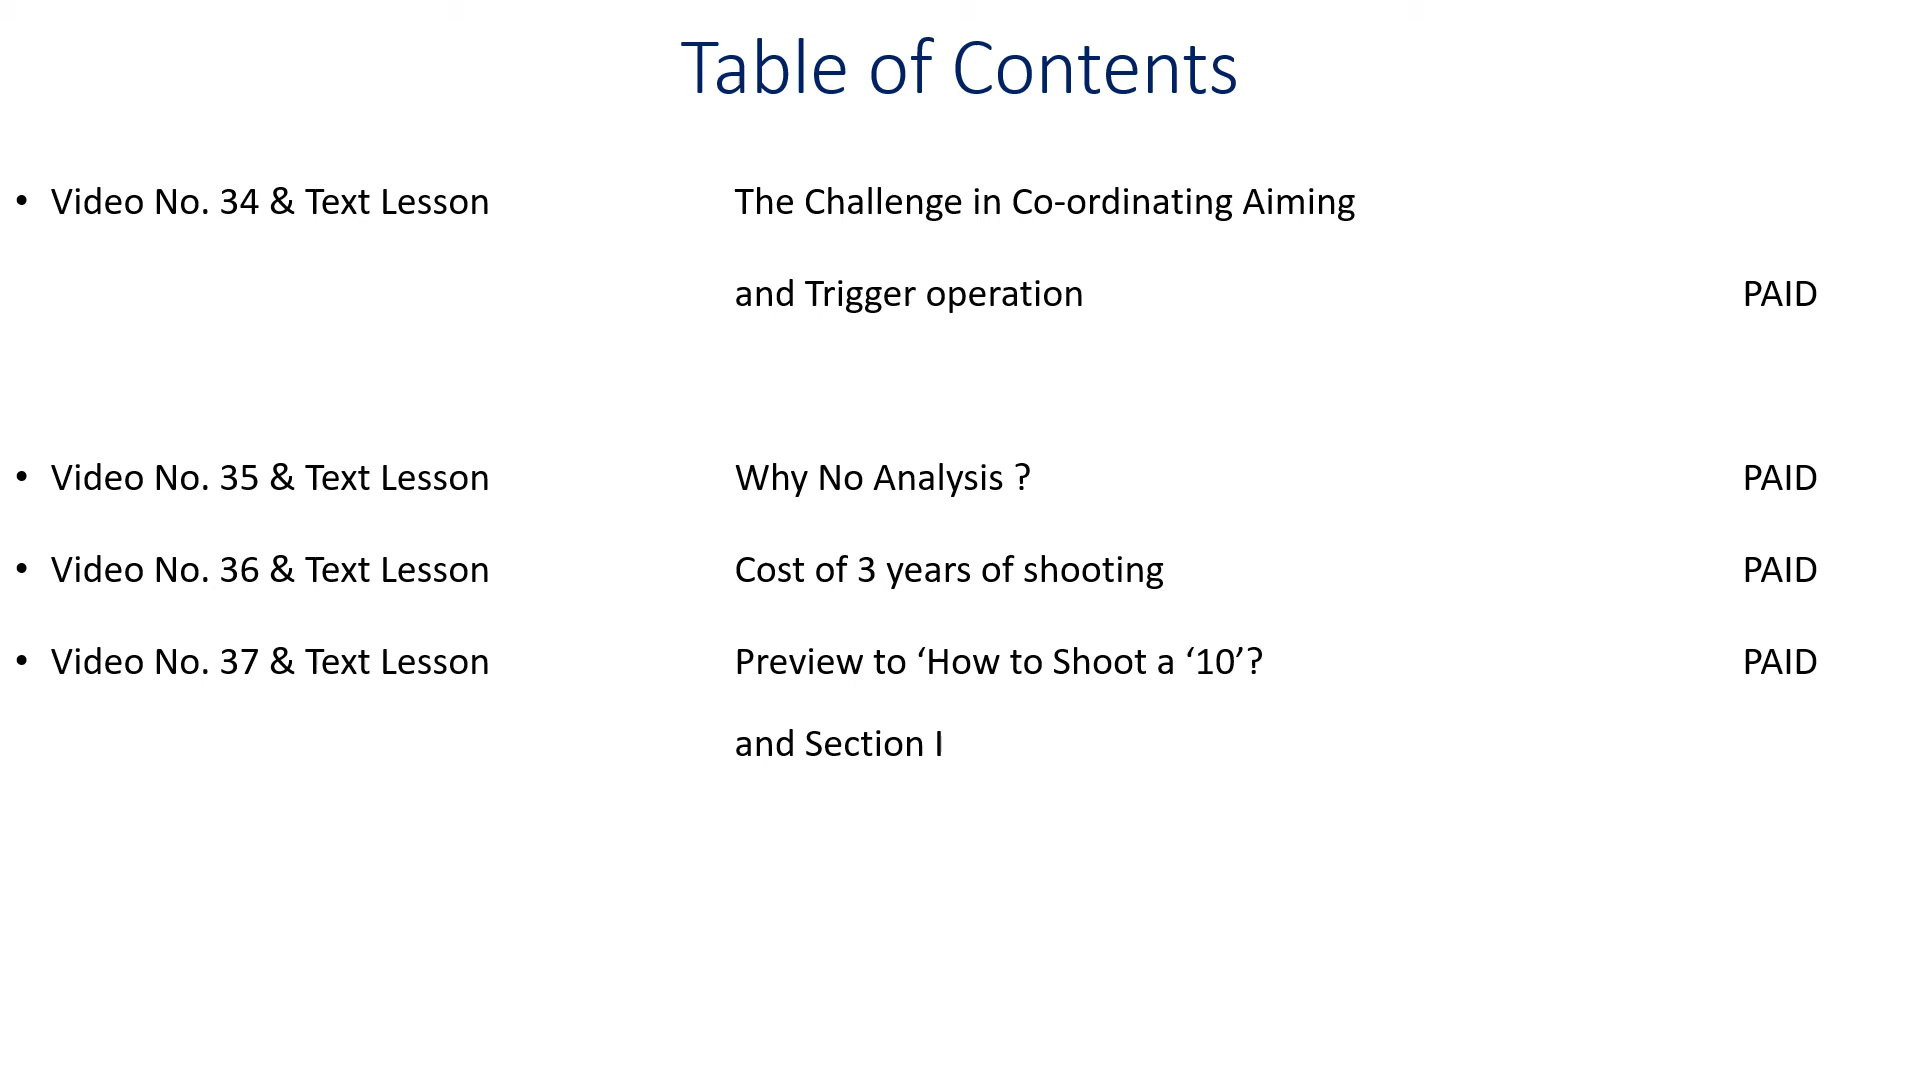 Table of Contents
• Video No. 34 & Text Lesson The Challenge in Co-ordinating Aiming
and Trigger operation PAID
• Video No. 35 & Text Lesson Why No Analysis ? PAID
• Video No. 36 & Text Lesson Cost of 3 years of shooting PAID
• Video No. 37 & Text Lesson Preview to ‘How to Shoot a ‘10’? PAID
and Section I